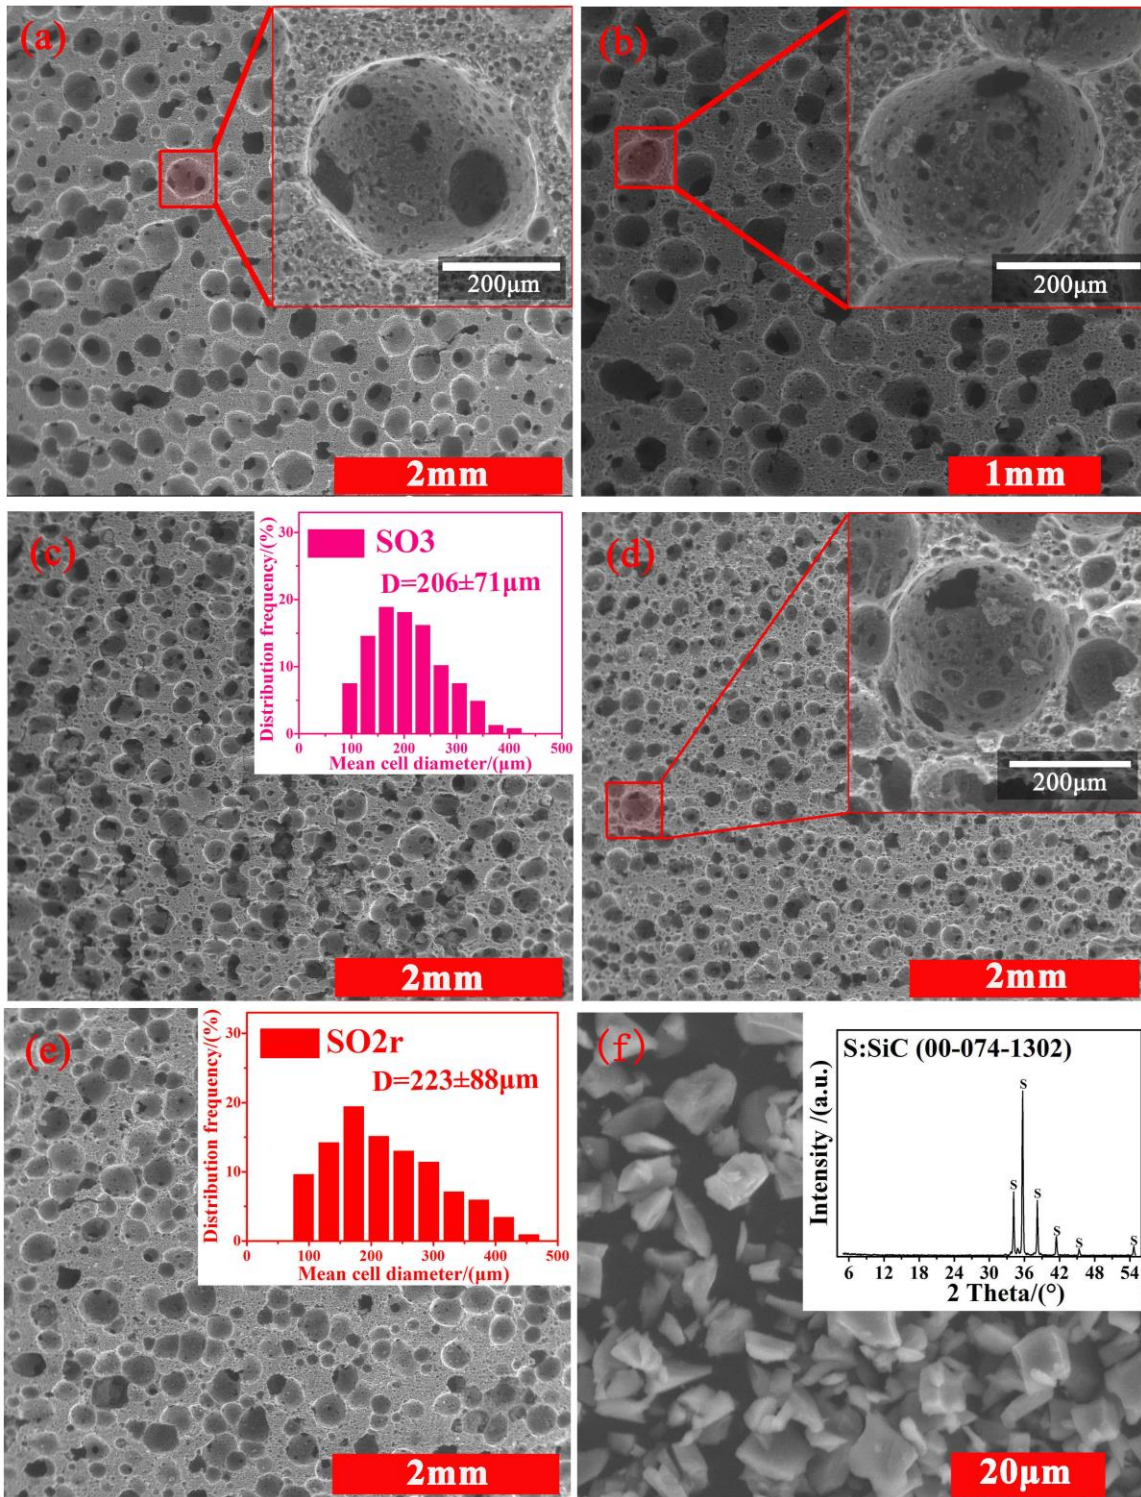 (a)
200μm
2mm
(b)
200μm
1mm
(c)
Distribution frequency/(%)
30
20
10
0
SO3
D=206±71μm
0 100 200 300 400 500
Mean cell diameter/(μm)
2mm
(d)
200μm
2mm
(e)
Distribution frequency/(%)
30
20
10
0
SO2r
D=223±88μm
0 100 200 300 400 500
Mean cell diameter/(μm)
2mm
(f)
S:SiC (00-074-1302)
Intensity /(a.u.)
S
S
S
S
S
S
6 12 18 24 30 36 42 48 54
2 Theta/(°)
20μm